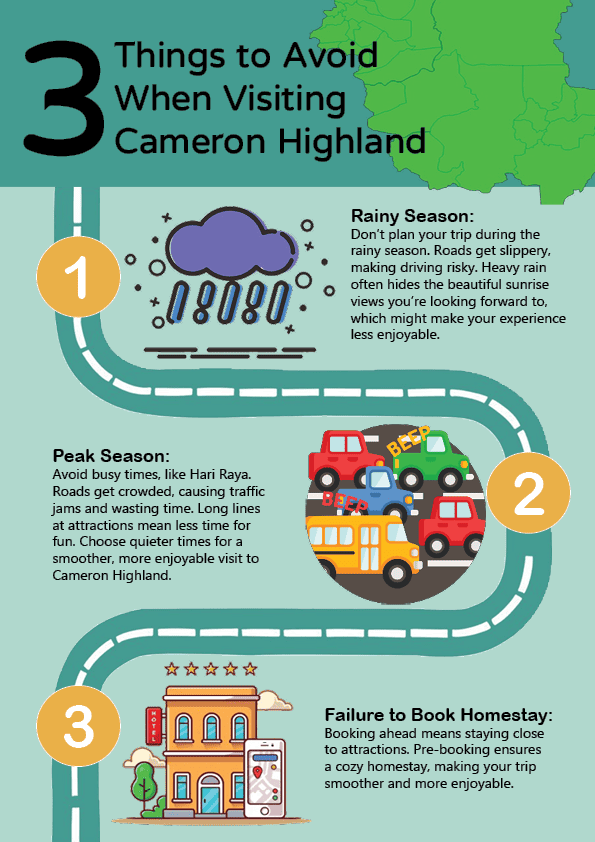 3
Things to Avoid
When Visiting
Cameron Highland
1
Rainy Season:
Don't plan your trip during the
rainy season. Roads get slippery,
making driving risky. Heavy rain
often hides the beautiful sunrise
views you're looking forward to,
which might make your experience
less enjoyable.
Peak Season:
Avoid busy times, like Hari Raya.
Roads get crowded, causing traffic
jams and wasting time. Long lines
at attractions mean less time for
fun. Choose quieter times for a
smoother, more enjoyable visit to
Cameron Highland.
BEEP
BEEP
2
3
HOTEL
Failure to Book Homestay:
Booking ahead means staying close
to attractions. Pre-booking ensures
a cozy homestay, making your trip
smoother and more enjoyable.